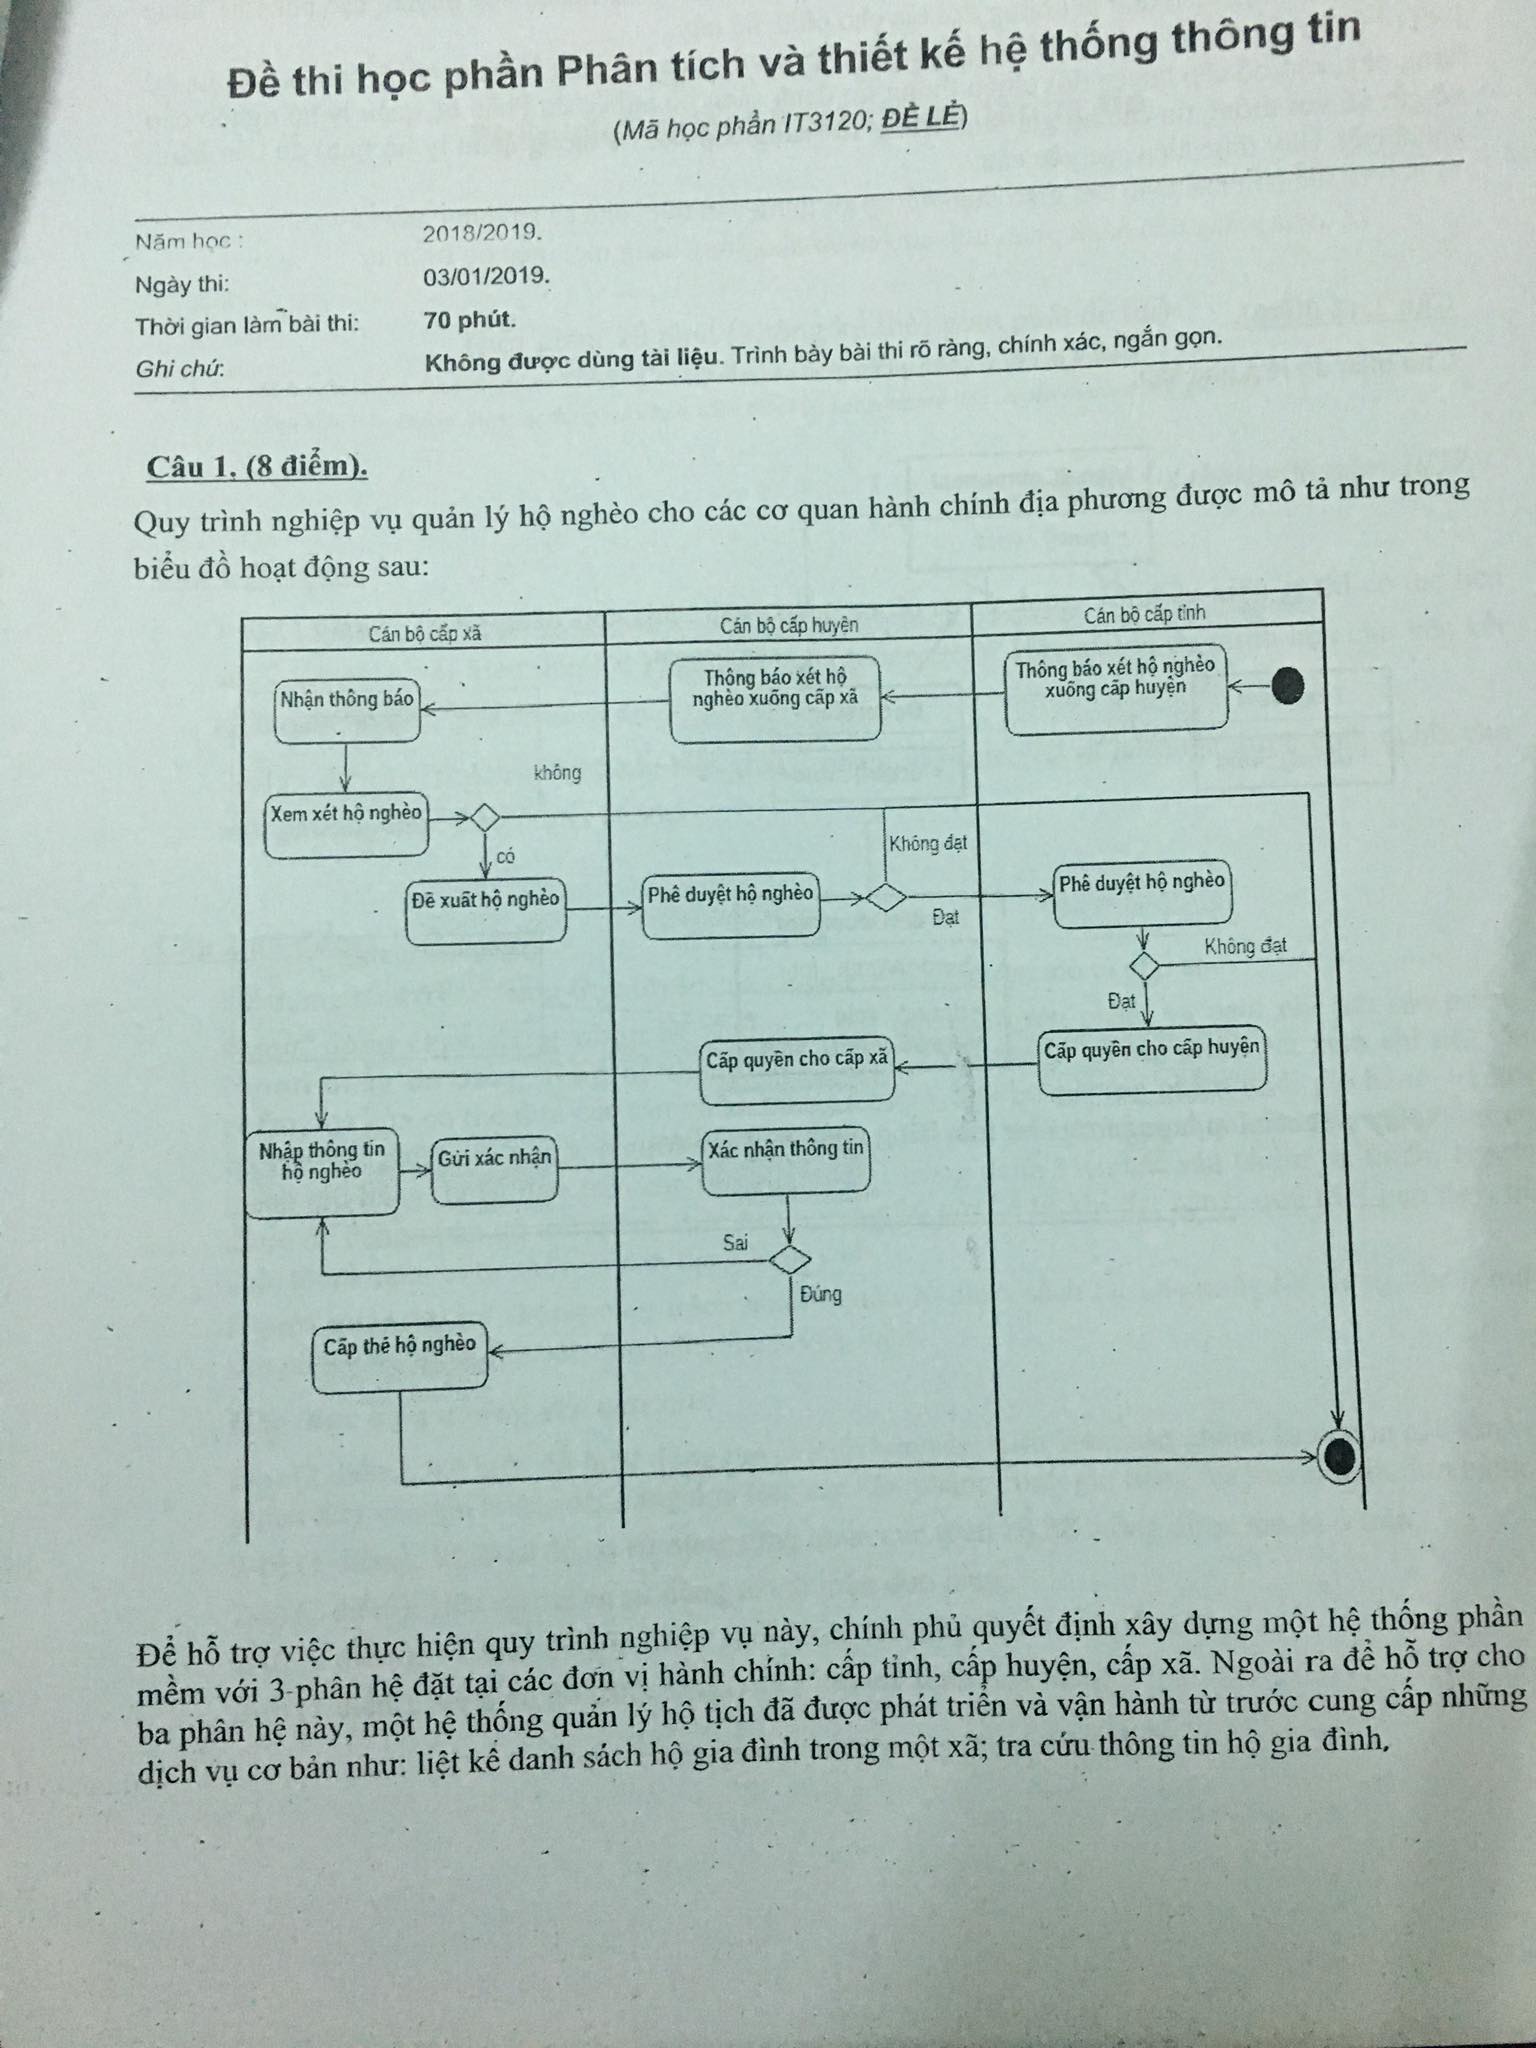 Đề thi học phần Phân tích và thiết kế hệ thống thông tin
(Mã học phần IT3120; ĐỀ LẺ)
Năm học : 2018/2019.
Ngày thi: 03/01/2019.
Thời gian làm bài thi: 70 phút.
Ghi chú: Không được dùng tài liệu. Trình bày bài thi rõ ràng, chính xác, ngắn gọn.
Câu 1. (8 điểm).
Quy trình nghiệp vụ quản lý hộ nghèo cho các cơ quan hành chính địa phương được mô tả như trong
biểu đồ hoạt động sau:
Cán bộ cấp xã
Cán bộ cấp huyện
Cán bộ cấp tỉnh
Nhận thông báo
Thông báo xét hộ
nghèo xuống cấp xã
Thông báo xét hộ nghèo
xuống cấp huyện
không
Xem xét hộ nghèo
có
Không đạt
Đề xuất hộ nghèo
Phê duyệt hộ nghèo
Đạt
Phê duyệt hộ nghèo
Không đạt
Đạt
Cấp quyền cho cấp xã
Cấp quyền cho cấp huyện
Nhập thông tin
hộ nghèo
Gửi xác nhận
Xác nhận thông tin
Sai
Đúng
Cấp thẻ hộ nghèo
Để hỗ trợ việc thực hiện quy trình nghiệp vụ này, chính phủ quyết định xây dựng một hệ thống phần
mềm với 3-phân hệ đặt tại các đơn vị hành chính: cấp tỉnh, cấp huyện, cấp xã. Ngoài ra để hỗ trợ cho
ba phân hệ này, một hệ thống quản lý hộ tịch đã được phát triển và vận hành từ trước cung cấp những
dịch vụ cơ bản như: liệt kê danh sách hộ gia đình trong một xã; tra cứu thông tin hộ gia đình.